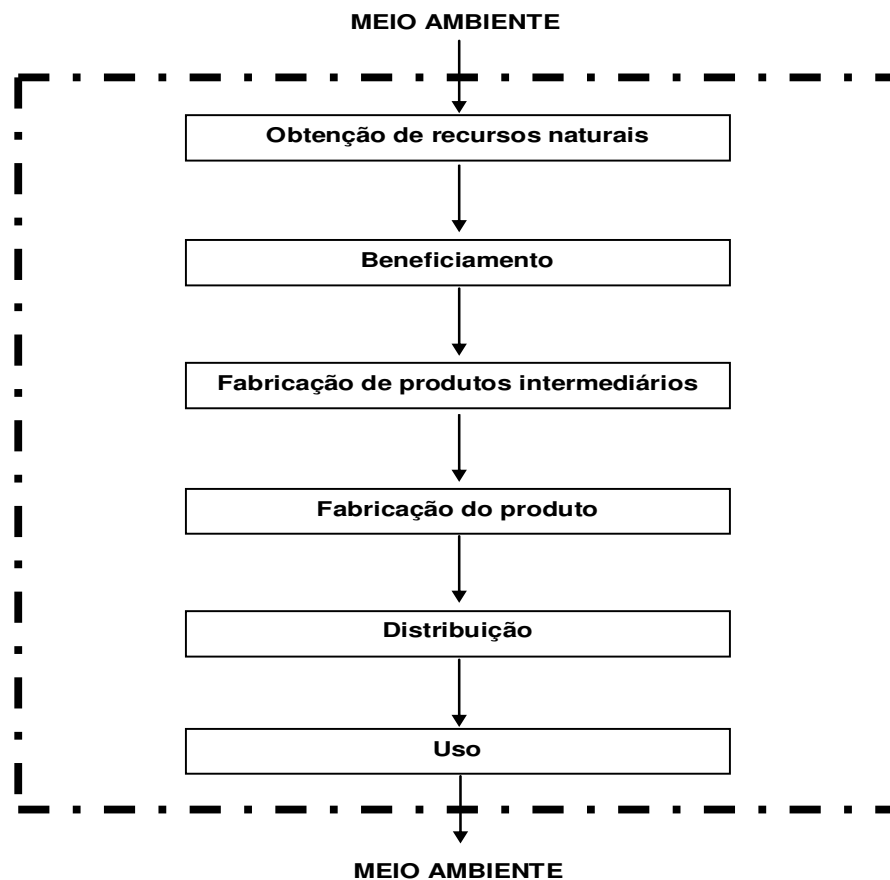 MEIO AMBIENTE
Obtenção de recursos naturais
Beneficiamento
Fabricação de produtos intermediários
Fabricação do produto
Distribuição
Uso
MEIO AMBIENTE